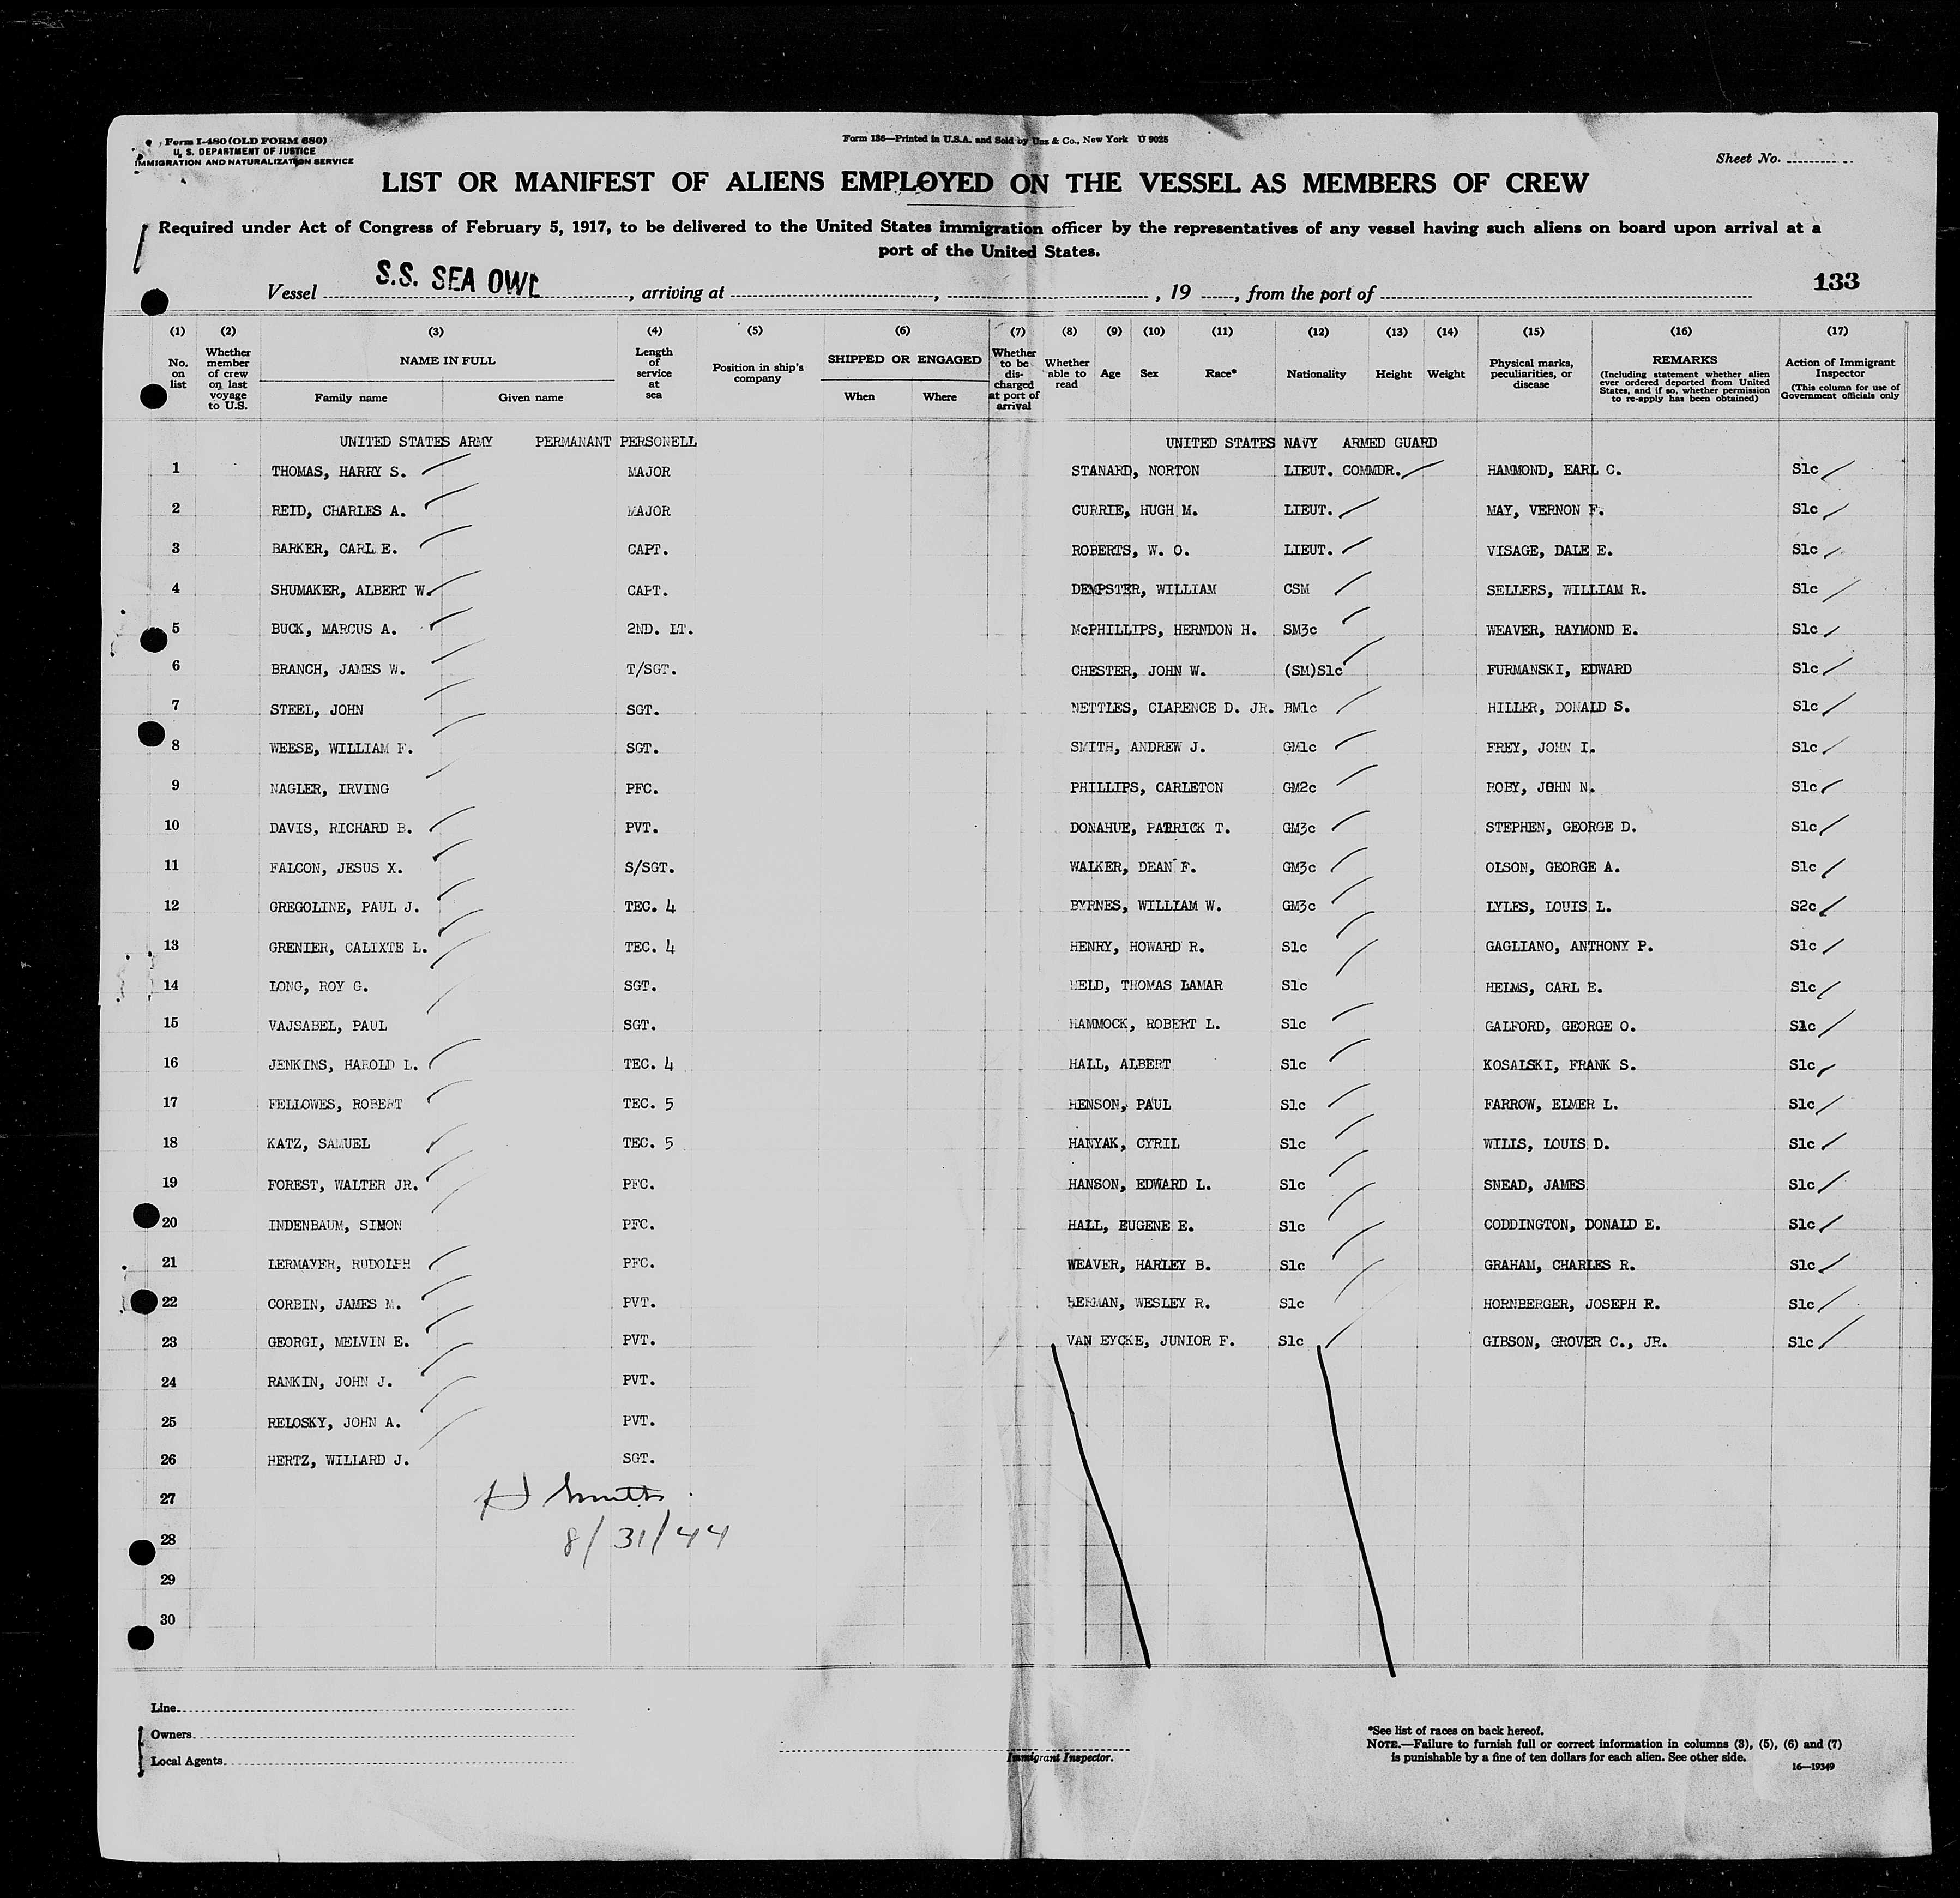 Form I-480 (OLD FORM 680)
U. S. DEPARTMENT OF JUSTICE
IMMIGRATION AND NATURALIZATION SERVICE
Form 136—Printed in U.S.A. and Sold by Unz & Co., New York U 9025
Sheet No.
LIST OR MANIFEST OF ALIENS EMPLOYED ON THE VESSEL AS MEMBERS OF CREW
Required under Act of Congress of February 5, 1917, to be delivered to the United States immigration officer by the representatives of any vessel having such aliens on board upon arrival at a
port of the United States.
Vessel S.S. SEA OWL, arriving at , , 19 , from the port of
133
(1) (2) (3) (4) (5) (6) (7) (8) (9) (10) (11) (12) (13) (14) (15) (16) (17)
No. on list
Whether member of crew on last voyage to U.S.
NAME IN FULL
Family name Given name
Length of service at sea
Position in ship's company
SHIPPED OR ENGAGED
When Where
Whether to be discharged at port of arrival
Whether able to read
Age
Sex
Race*
Nationality
Height
Weight
Physical marks, peculiarities, or disease
REMARKS
(Including statement whether alien ever ordered deported from United States, and if so, whether permission to re-apply has been obtained)
Action of Immigrant Inspector
(This column for use of Government officials only
UNITED STATES ARMY PERMANANT PERSONELL UNITED STATES NAVY ARMED GUARD
1 THOMAS, HARRY S. MAJOR STANARD, NORTON LIEUT. COMMDR. HAMMOND, EARL C. S1c
2 REID, CHARLES A. MAJOR CURRIE, HUGH M. LIEUT. MAY, VERNON F. S1c
3 BARKER, CARL E. CAPT. ROBERTS, W. O. LIEUT. VISAGE, DALE E. S1c
4 SHUMAKER, ALBERT W. CAPT. DEMPSTER, WILLIAM CSM SELLERS, WILLIAM R. S1c
5 BUCK, MARCUS A. 2ND. LT. McPHILLIPS, HERNDON H. SM3c WEAVER, RAYMOND E. S1c
6 BRANCH, JAMES W. T/SGT. CHESTER, JOHN W. (SM)S1c FURMANSKI, EDWARD S1c
7 STEEL, JOHN SGT. NETTLES, CLARENCE D. JR. BM1c HILLER, DONALD S. S1c
8 WEESE, WILLIAM F. SGT. SMITH, ANDREW J. GM1c FREY, JOHN I. S1c
9 NAGLER, IRVING PFC. PHILLIPS, CARLETON GM2c ROBY, JOHN N. S1c
10 DAVIS, RICHARD B. PVT. DONAHUE, PATRICK T. GM3c STEPHEN, GEORGE D. S1c
11 FALCON, JESUS X. S/SGT. WALKER, DEAN F. GM3c OLSON, GEORGE A. S1c
12 GREGOLINE, PAUL J. TEC. 4 BYRNES, WILLIAM W. GM3c LYLES, LOUIS L. S2c
13 GRENIER, CALIXTE L. TEC. 4 HENRY, HOWARD R. S1c GAGLIANO, ANTHONY P. S1c
14 LONG, ROY G. SGT. THOMAS LAMAR S1c HELMS, CARL E. S1c
15 VAJSABEL, PAUL SGT. HAMMOCK, ROBERT L. S1c GALFORD, GEORGE O. S1c
16 JENKINS, HAROLD L. TEC. 4 HALL, ALBERT S1c KOSALSKI, FRANK S. S1c
17 FELLOWES, ROBERT TEC. 5 HENSON, PAUL S1c FARROW, ELMER L. S1c
18 KATZ, SAMUEL TEC. 5 HANYAK, CYRIL S1c WILLS, LOUIS D. S1c
19 FOREST, WALTER JR. PFC. HANSON, EDWARD L. S1c SNEAD, JAMES S1c
20 INDENBAUM, SIMON PFC. HALL, EUGENE E. S1c CODDINGTON, DONALD E. S1c
21 LERMAYER, RUDOLPH PFC. WEAVER, HARLEY B. S1c GRAHAM, CHARLES R. S1c
22 CORBIN, JAMES M. PVT. WESLEY R. S1c HORNBERGER, JOSEPH R. S1c
23 GEORGI, MELVIN E. PVT. VAN EYCKE, JUNIOR F. S1c GIBSON, GROVER C., JR. S1c
24 RANKIN, JOHN J. PVT.
25 RELOSKY, JOHN A. PVT.
26 HERTZ, WILLARD J. SGT.
27 H Smith
28 8/31/44
29
30
Line
Owners
Local Agents
Immigrant Inspector.
*See list of races on back hereof.
NOTE.—Failure to furnish full or correct information in columns (3), (5), (6) and (7)
is punishable by a fine of ten dollars for each alien. See other side.
16—19349